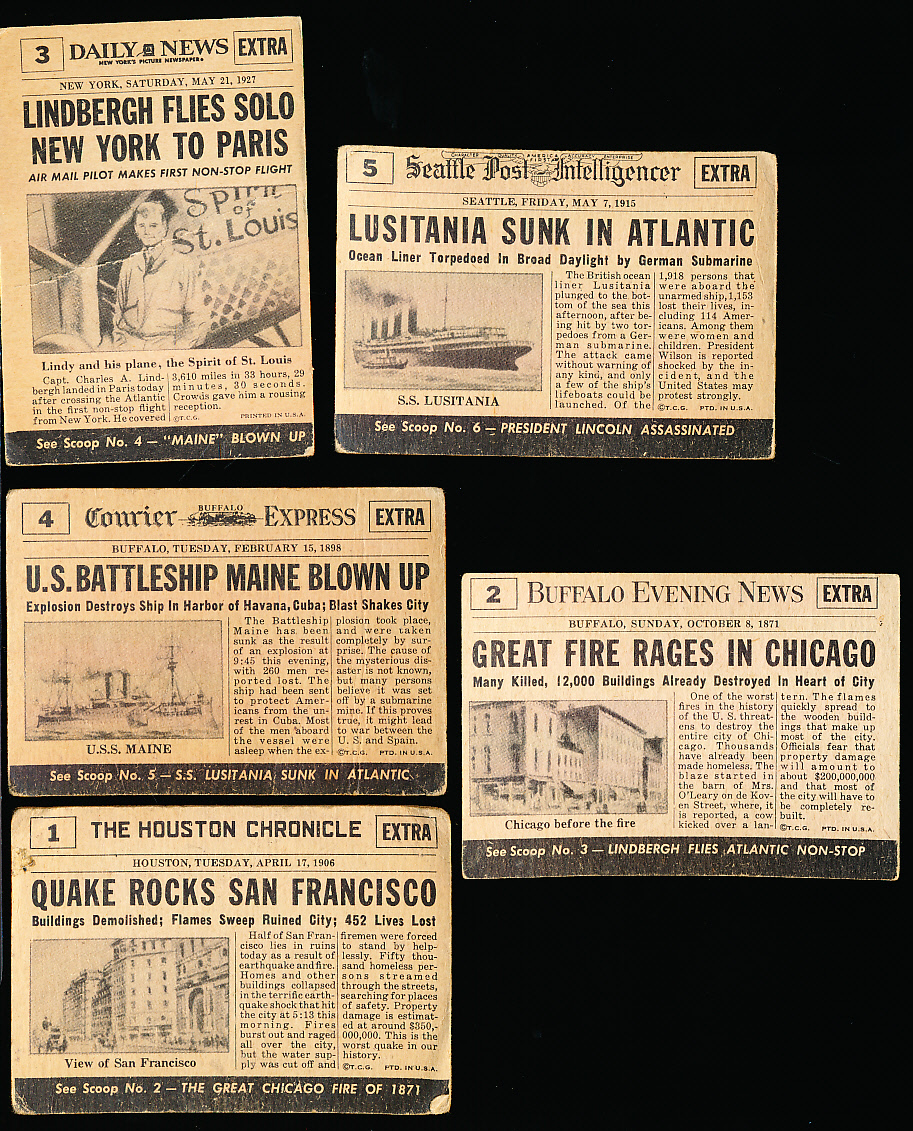 3
DAILY NEWS
NEW YORK'S PICTURE NEWSPAPER
EXTRA
NEW YORK, SATURDAY, MAY 21, 1927
LINDBERGH FLIES SOLO
NEW YORK TO PARIS
AIR MAIL PILOT MAKES FIRST NON-STOP FLIGHT
Spirit
of
St. Louis
Lindy and his plane, the Spirit of St. Louis
Capt. Charles A. Lind-
bergh landed in Paris today
after crossing the Atlantic
in the first non-stop flight
from New York. He covered
3,610 miles in 33 hours, 29
minutes, 30 seconds.
Crowds gave him a rousing
reception.
©T.C.G. PRINTED IN U.S.A.
See Scoop No. 4 — "MAINE" BLOWN UP
5
CHARACTER QUALITY AMERICA FIRST ACCURACY ENTERPRISE
Seattle Post Intelligencer
EXTRA
SEATTLE, FRIDAY, MAY 7, 1915
LUSITANIA SUNK IN ATLANTIC
Ocean Liner Torpedoed In Broad Daylight by German Submarine
S.S. LUSITANIA
The British ocean
liner Lusitania
plunged to the bot-
tom of the sea this
afternoon, after be-
ing hit by two tor-
pedoes from a Ger-
man submarine.
The attack came
without warning of
any kind, and only
a few of the ship's
lifeboats could be
launched. Of the
1,918 persons that
were aboard the
unarmed ship, 1,153
lost their lives, in-
cluding 114 Amer-
icans. Among them
were women and
children. President
Wilson is reported
shocked by the in-
cident, and the
United States may
protest strongly.
©T.C.G. PTD. IN U.S.A.
See Scoop No. 6 — PRESIDENT LINCOLN ASSASSINATED
4
Courier
BUFFALO
EXPRESS
EXTRA
BUFFALO, TUESDAY, FEBRUARY 15, 1898
U.S. BATTLESHIP MAINE BLOWN UP
Explosion Destroys Ship In Harbor of Havana, Cuba; Blast Shakes City
U.S.S. MAINE
The Battleship
Maine has been
sunk as the result
of an explosion at
9:45 this evening,
with 260 men re-
ported lost. The
ship had been sent
to protect Amer-
icans from the un-
rest in Cuba. Most
of the men aboard
the vessel were
asleep when the ex-
plosion took place,
and were taken
completely by sur-
prise. The cause of
the mysterious dis-
aster is not known,
but many persons
believe it was set
off by a submarine
mine. If this proves
true, it might lead
to war between the
U. S. and Spain.
©T.C.G. PTD. IN U.S.A.
See Scoop No. 5 — S.S. LUSITANIA SUNK IN ATLANTIC
2
BUFFALO EVENING NEWS
EXTRA
BUFFALO, SUNDAY, OCTOBER 8, 1871
GREAT FIRE RAGES IN CHICAGO
Many Killed, 12,000 Buildings Already Destroyed In Heart of City
Chicago before the fire
One of the worst
fires in the history
of the U. S. threat-
ens to destroy the
entire city of Chi-
cago. Thousands
have already been
made homeless. The
blaze started in
the barn of Mrs.
O'Leary on de Kov-
en Street, where, it
is reported, a cow
kicked over a lan-
tern. The flames
quickly spread to
the wooden build-
ings that make up
most of the city.
Officials fear that
property damage
will amount to
about $200,000,000
and that most of
the city will have to
be completely re-
built.
©T.C.G. PTD. IN U.S.A.
See Scoop No. 3 — LINDBERGH FLIES ATLANTIC NON-STOP
1
THE HOUSTON CHRONICLE
EXTRA
HOUSTON, TUESDAY, APRIL 17, 1906
QUAKE ROCKS SAN FRANCISCO
Buildings Demolished; Flames Sweep Ruined City; 452 Lives Lost
View of San Francisco
Half of San Fran-
cisco lies in ruins
today as a result of
earthquake and fire.
Homes and other
buildings collapsed
in the terrific earth-
quake shock that hit
the city at 5:13 this
morning. Fires
burst out and raged
all over the city,
but the water sup-
ply was cut off and
firemen were forced
to stand by help-
lessly. Fifty thou-
sand homeless per-
sons streamed
through the streets,
searching for places
of safety. Property
damage is estimat-
ed at around $350,-
000,000. This is the
worst quake in our
history.
©T.C.G. PTD. IN U.S.A.
See Scoop No. 2 — THE GREAT CHICAGO FIRE OF 1871